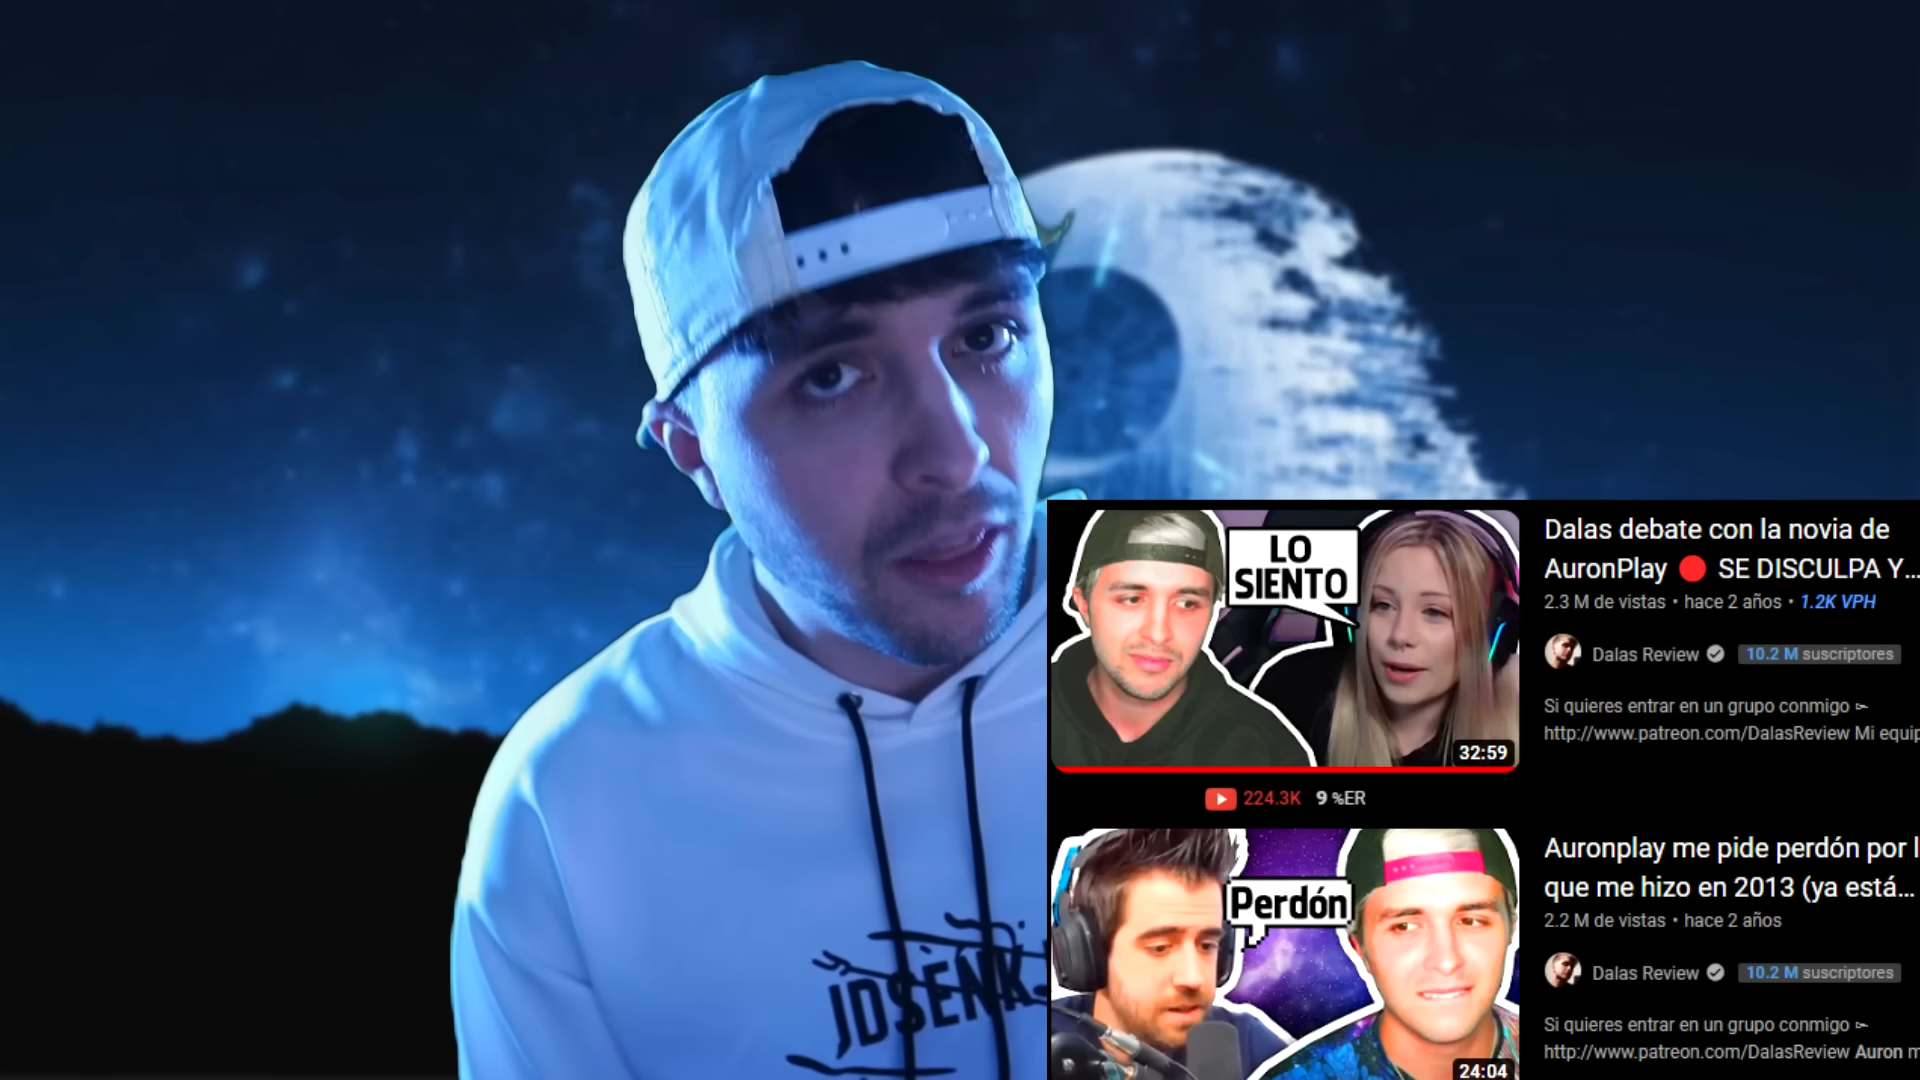 LO
SIENTO
32:59
Dalas debate con la novia de
AuronPlay 🔴 SE DISCULPA Y...
2.3 M de vistas • hace 2 años • 1.2K VPH
Dalas Review
10.2 M suscriptores
Si quieres entrar en un grupo conmigo ➛
http://www.patreon.com/DalasReview Mi equip
224.3K 9 %ER
Perdón
24:04
Auronplay me pide perdón por l
que me hizo en 2013 (ya está...
2.2 M de vistas • hace 2 años
Dalas Review
10.2 M suscriptores
Si quieres entrar en un grupo conmigo ➛
http://www.patreon.com/DalasReview Auron m